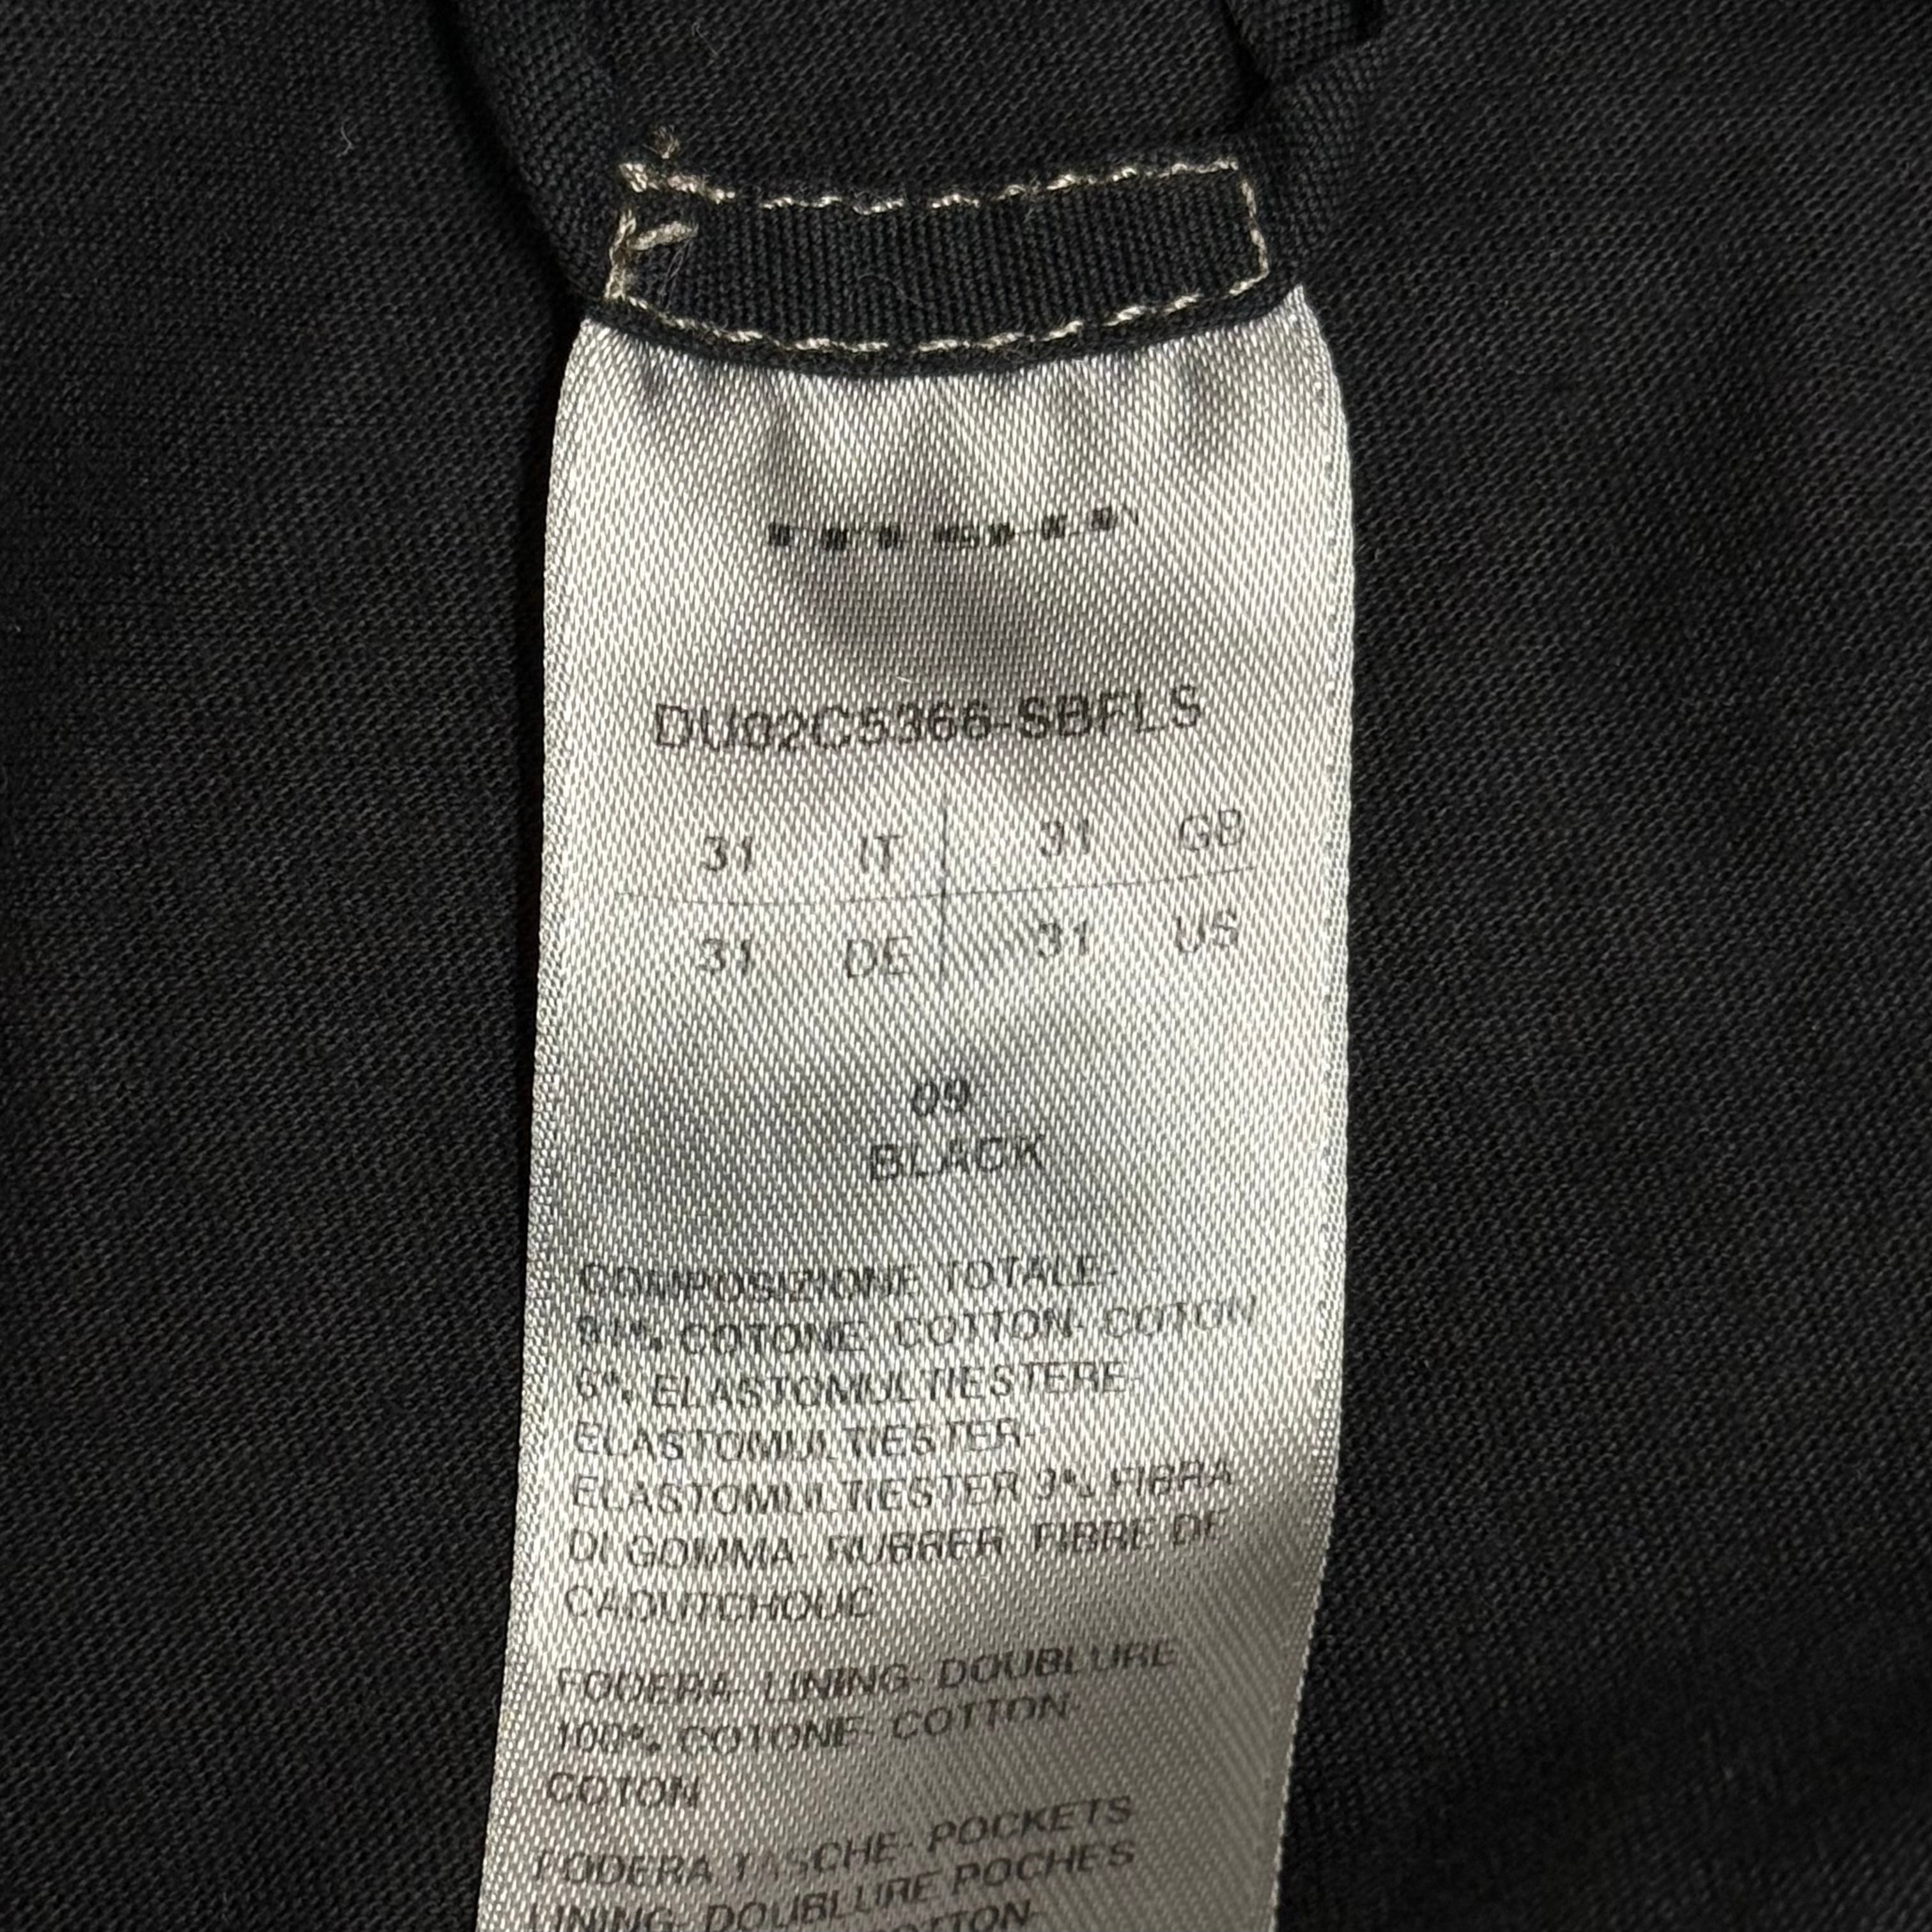 DU02C5366-SBFLS
31 IT 31 GB
31 DE 31 US
09
BLACK
COMPOSIZIONE TOTALE-
COTONE- COTTON- COTON
6% ELASTOMULTIESTERE-
ELASTOMULTIESTER-
ELASTOMULTIESTER 3% FIBRA
DI GOMMA- RUBBER- FIBRE DE
CAOUTCHOUC
FODERA- LINING- DOUBLURE
100% COTONE- COTTON-
COTON
FODERA TASCHE- POCKETS
LINING- DOUBLURE POCHES